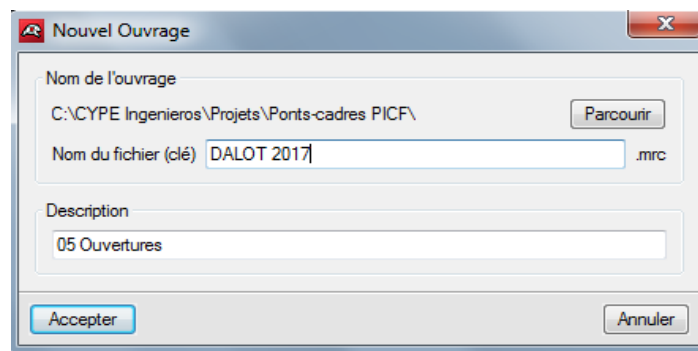 Nouvel Ouvrage
Nom de l'ouvrage
C:\CYPE Ingenieros\Projets\Ponts-cadres PICF\ Parcourir
Nom du fichier (clé) DALOT 2017 .mrc
Description
05 Ouvertures
Accepter Annuler